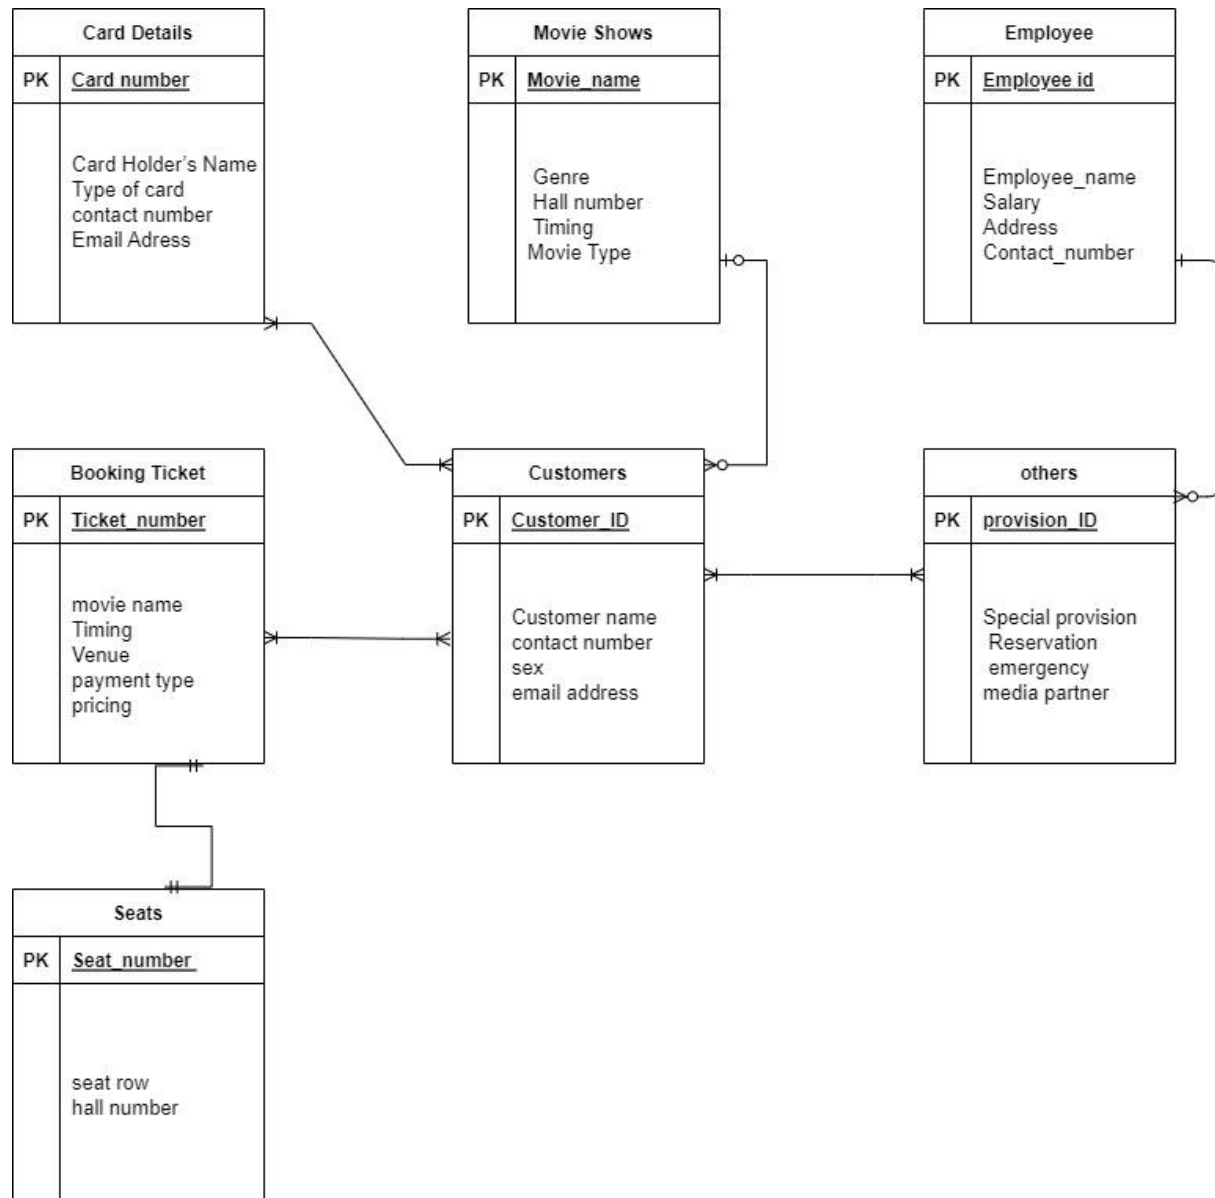 Card Details
PK Card number
Card Holder’s Name
Type of card
contact number
Email Adress
Movie Shows
PK Movie_name
Genre
Hall number
Timing
Movie Type
Employee
PK Employee id
Employee_name
Salary
Address
Contact_number
Booking Ticket
PK Ticket_number
movie name
Timing
Venue
payment type
pricing
Customers
PK Customer_ID
Customer name
contact number
sex
email address
others
PK provision_ID
Special provision
Reservation
emergency
media partner
Seats
PK Seat_number
seat row
hall number